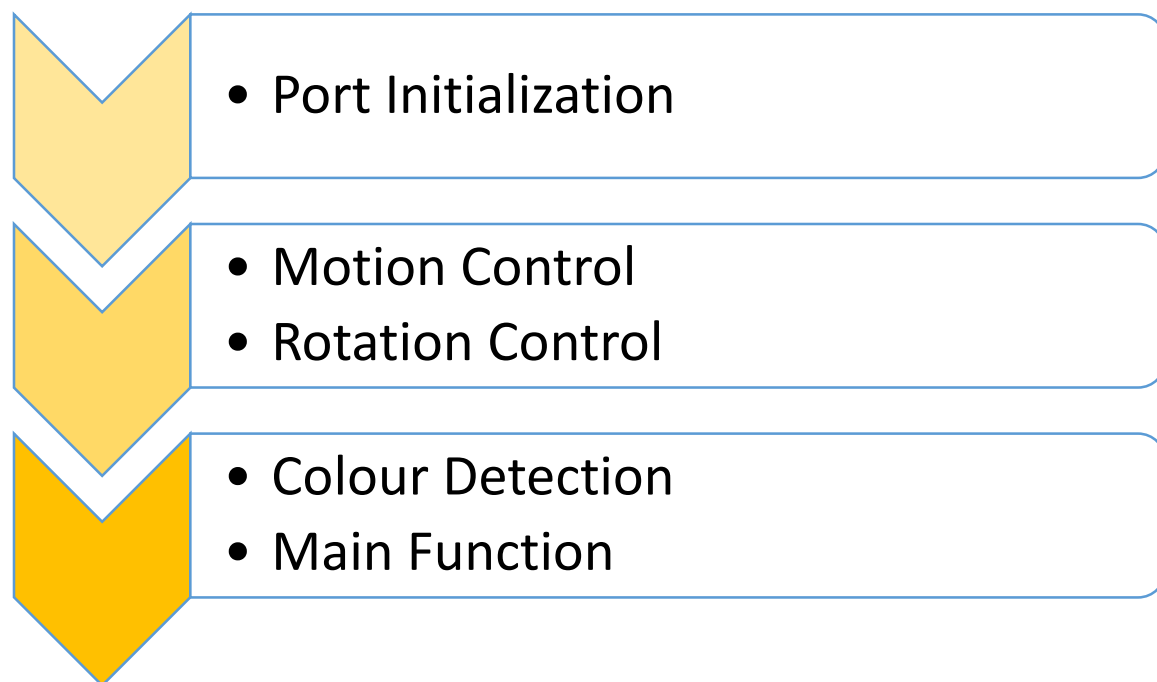 • Port Initialization
• Motion Control
• Rotation Control
• Colour Detection
• Main Function